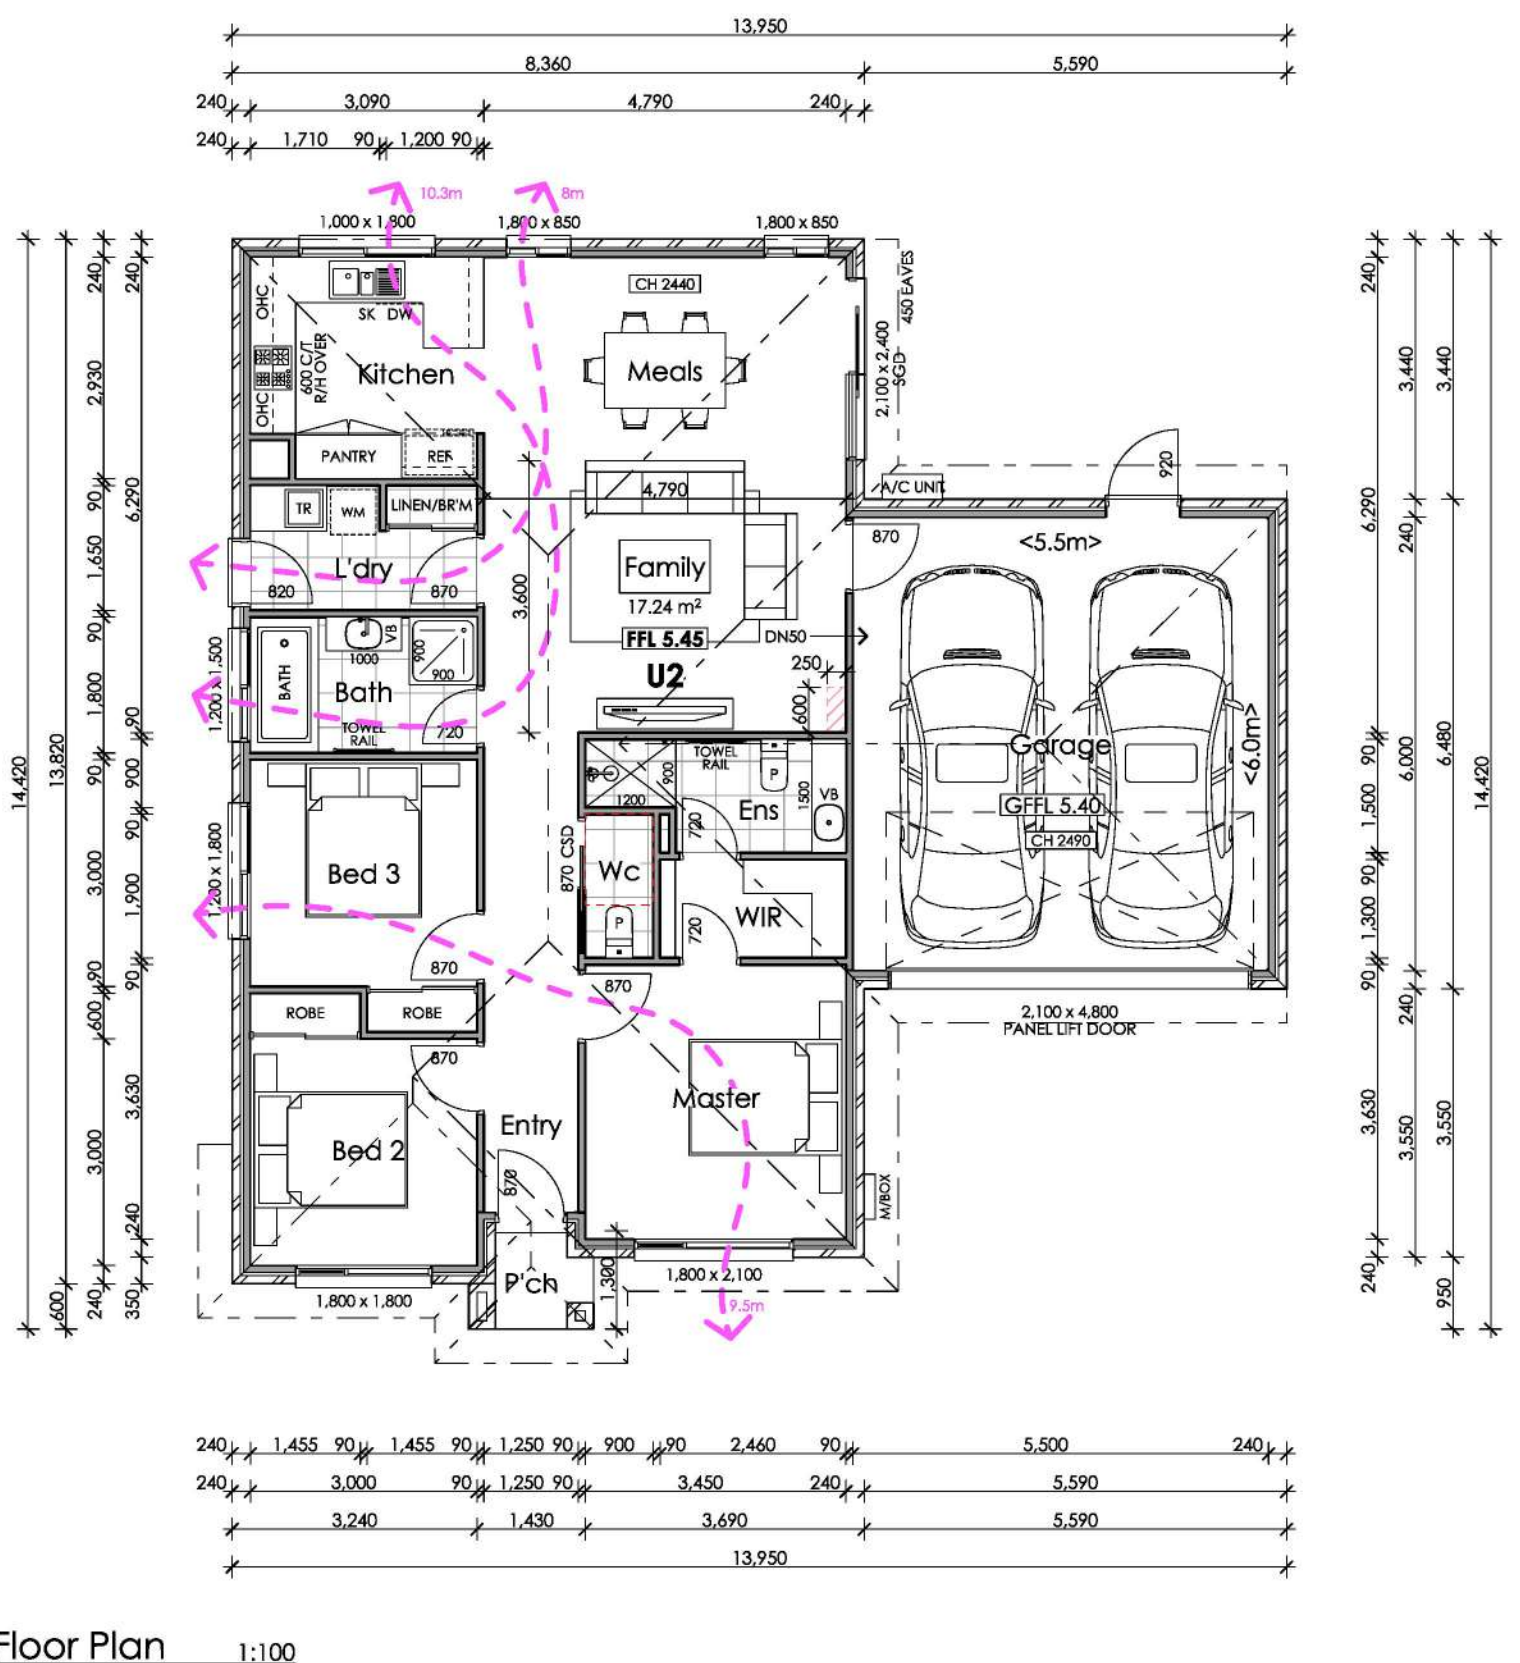 13,950
8,360 5,590
240 3,090 4,790 240
240 1,710 90 1,200 90
10.3m 8m
1,000 x 1,800 1,800 x 850 1,800 x 850
450 EAVES
2,100 x 2,400
SGD
CH 2440
OHC
SK DW
600 C/T
R/H OVER
Kitchen
Meals
OHC
PANTRY
REF
4,790
A/C UNIT
920
TR
WM
LINEN/BR'M
870
<5.5m>
L'dry
820
870
3,600
Family
17.24 m²
FFL 5.45
DN50
U2
250
600
1,200 x 1,500
BATH
VB
1000
900
900
Bath
TOWEL
RAIL
720
TOWEL
RAIL
900
1200
P
1500
VB
Ens
720
Garage
<6.0m>
GFFL 5.40
CH 2490
1,200 x 1,800
Bed 3
870 CSD
Wc
P
WIR
720
870
870
ROBE
ROBE
2,100 x 4,800
PANEL LIFT DOOR
870
Master
Entry
Bed 2
870
M/BOX
P'ch
1,300
1,800 x 2,100
1,800 x 1,800
9.5m
14,420
13,820
600
240
2,930
90
1,650
90
1,800
90
3,000
90
600
3,000
240
240
6,290
90
900
90
1,900
90
3,630
240
350
240
6,290
90
1,500
90
1,300
90
3,630
240
3,440
240
6,000
240
3,550
3,440
6,480
3,550
950
14,420
240 1,455 90 1,455 90 1,250 90 900 90 2,460 90 5,500 240
240 3,000 90 1,250 90 3,450 240 5,590
3,240 1,430 3,690 5,590
13,950
Floor Plan 1:100